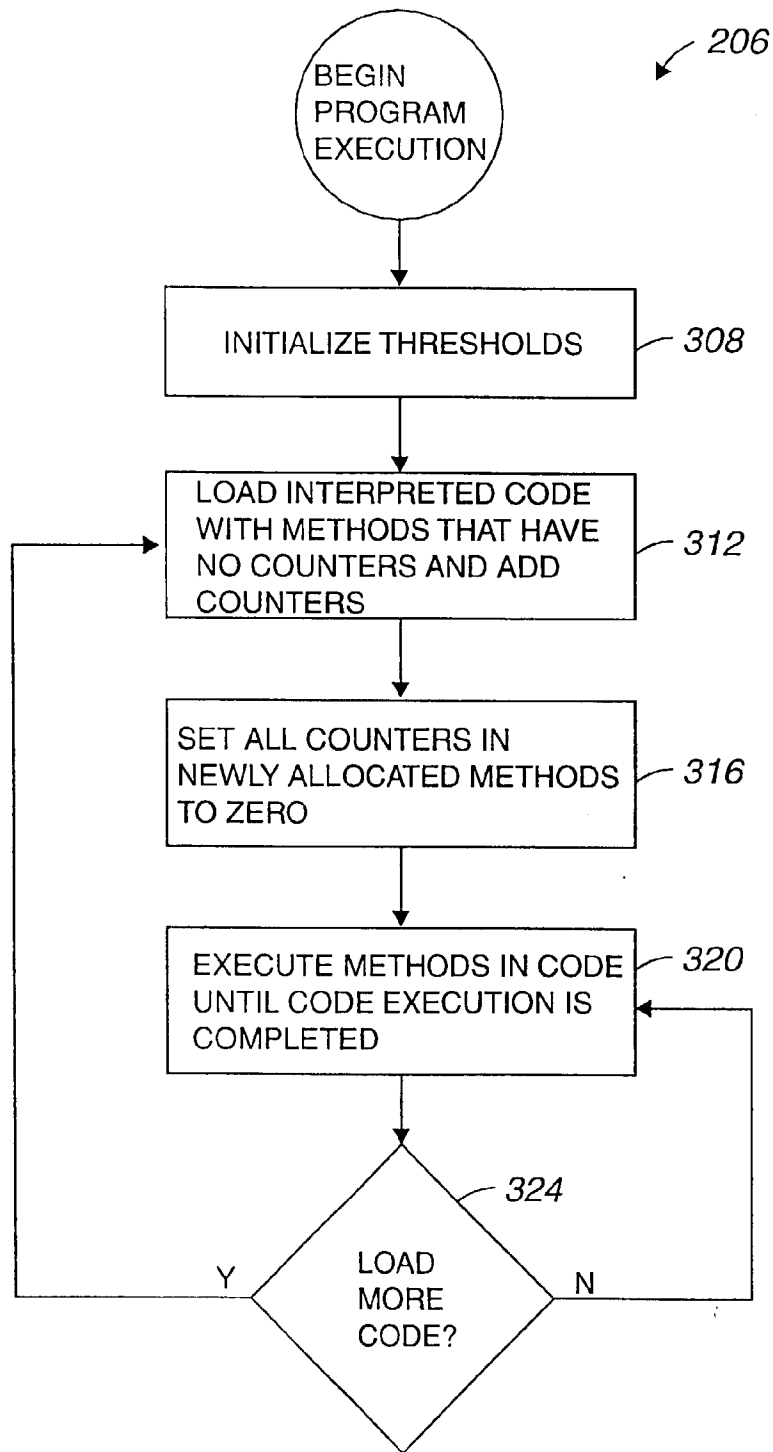 206
BEGIN
PROGRAM
EXECUTION
INITIALIZE THRESHOLDS
308
LOAD INTERPRETED CODE
WITH METHODS THAT HAVE
NO COUNTERS AND ADD
COUNTERS
312
SET ALL COUNTERS IN
NEWLY ALLOCATED METHODS
TO ZERO
316
EXECUTE METHODS IN CODE
UNTIL CODE EXECUTION IS
COMPLETED
320
324
LOAD
MORE
CODE?
Y
N